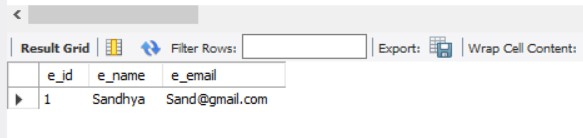 Result Grid Filter Rows: Export: Wrap Cell Content:
e_id e_name e_email
1 Sandhya Sand@gmail.com